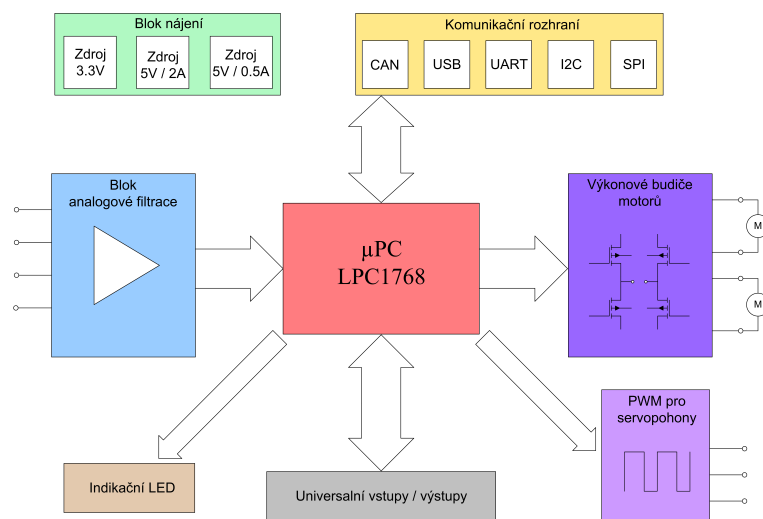 Blok nájení
Zdroj
3.3V
Zdroj
5V / 2A
Zdroj
5V / 0.5A
Komunikační rozhraní
CAN
USB
UART
I2C
SPI
Blok
analogové filtrace
µPC
LPC1768
Výkonové budiče
motorů
M
M
PWM pro
servopohony
Indikační LED
Universalní vstupy / výstupy